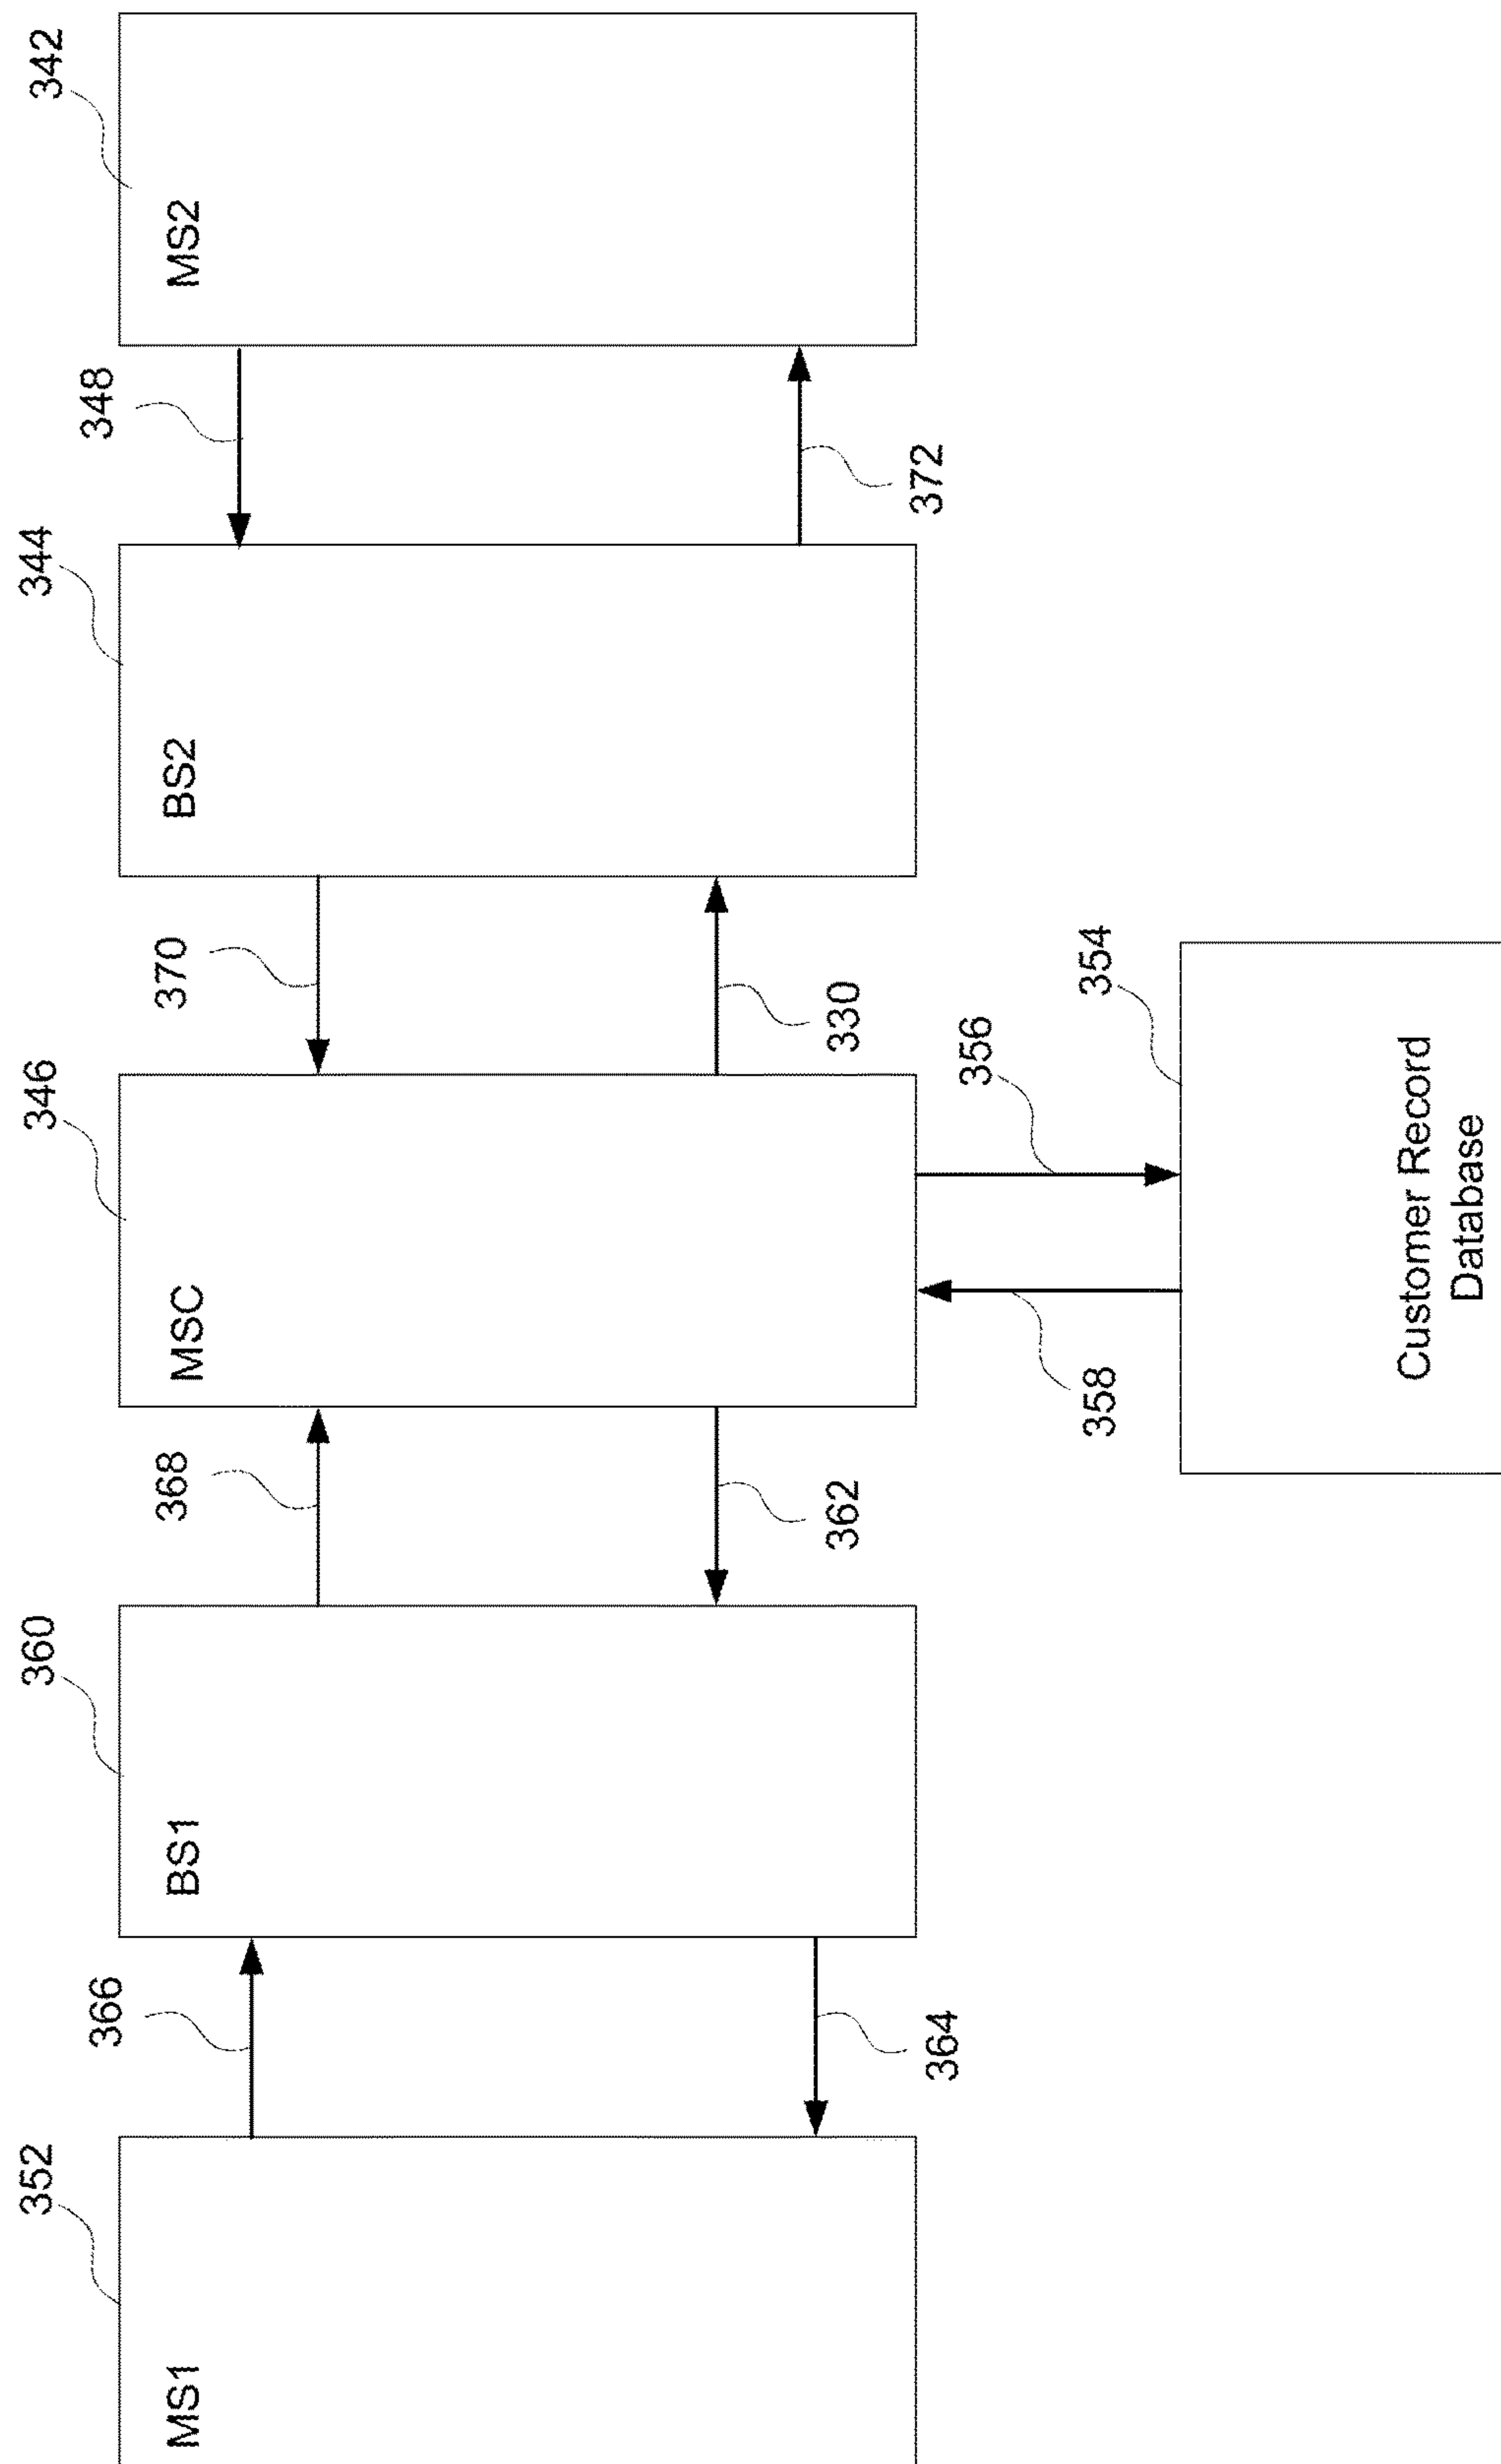 352
360
346
344
342
MS1
BS1
MSC
BS2
MS2
366
368
370
348
364
362
330
372
358
356
354
Customer Record
Database